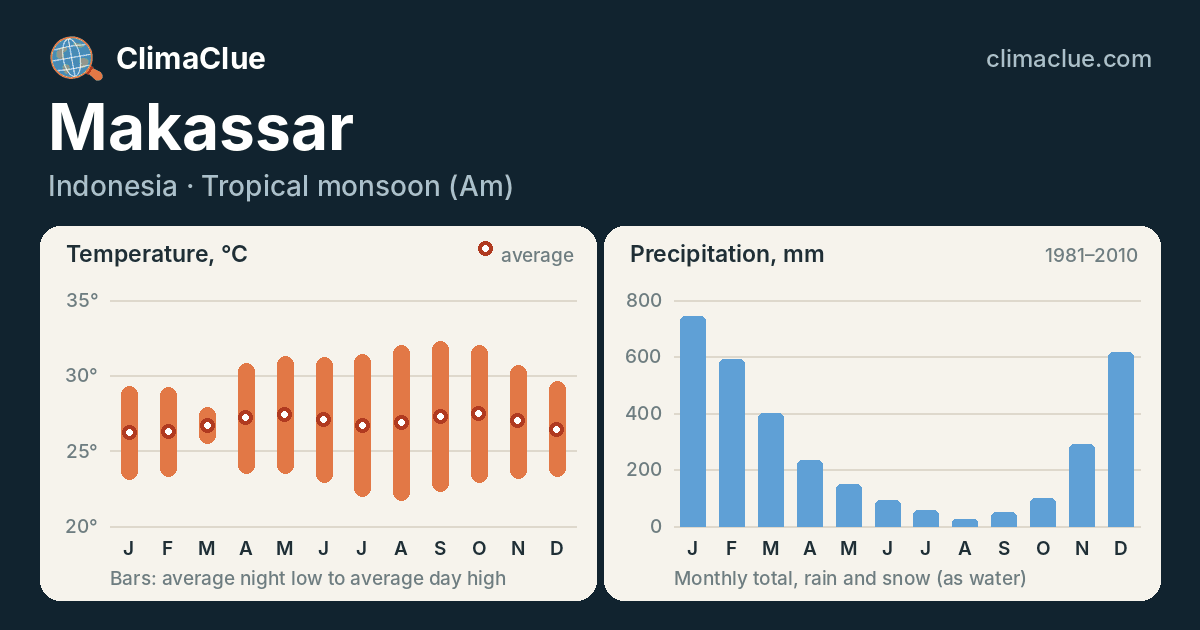 ClimaClue
climaclue.com
Makassar
Indonesia · Tropical monsoon (Am)
Temperature, °C
average
35°
30°
25°
20°
J F M A M J J A S O N D
Bars: average night low to average day high
Precipitation, mm
1981–2010
800
600
400
200
0
J F M A M J J A S O N D
Monthly total, rain and snow (as water)